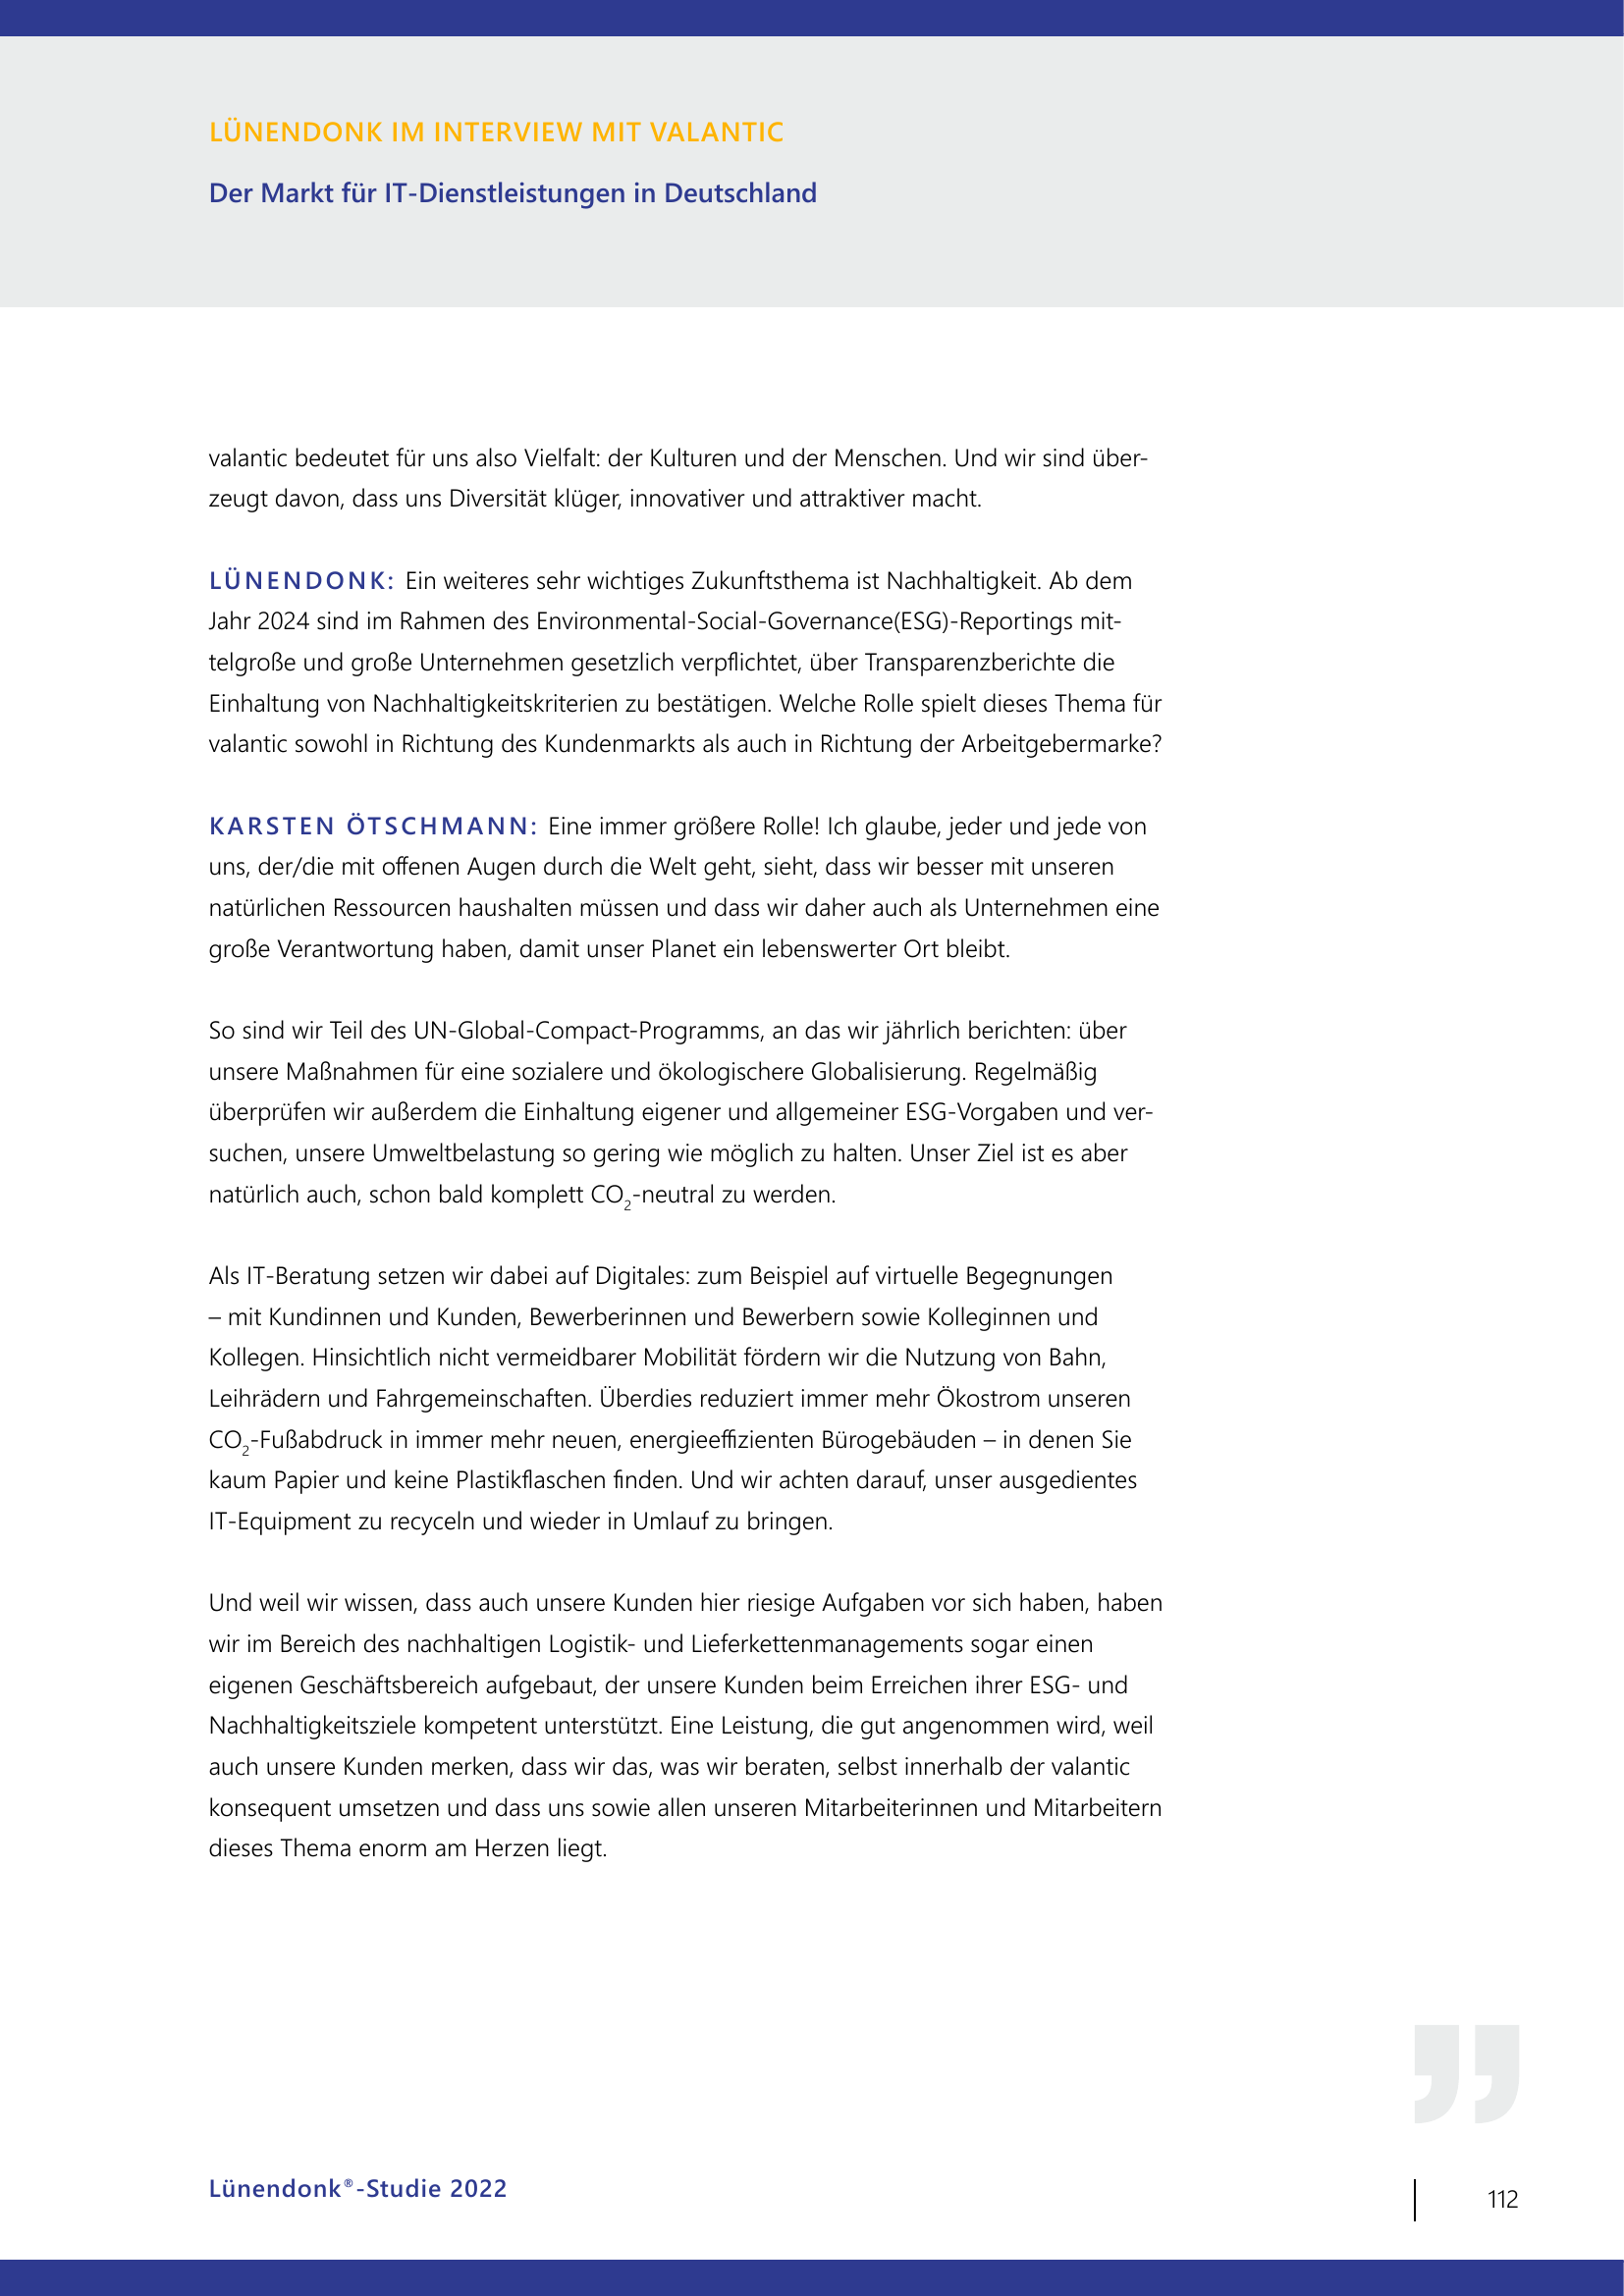 LÜNENDONK IM INTERVIEW MIT VALANTIC
Der Markt für IT-Dienstleistungen in Deutschland
valantic bedeutet für uns also Vielfalt: der Kulturen und der Menschen. Und wir sind über-
zeugt davon, dass uns Diversität klüger, innovativer und attraktiver macht.
LÜNENDONK: Ein weiteres sehr wichtiges Zukunftsthema ist Nachhaltigkeit. Ab dem
Jahr 2024 sind im Rahmen des Environmental-Social-Governance(ESG)-Reportings mit-
telgroße und große Unternehmen gesetzlich verpflichtet, über Transparenzberichte die
Einhaltung von Nachhaltigkeitskriterien zu bestätigen. Welche Rolle spielt dieses Thema für
valantic sowohl in Richtung des Kundenmarkts als auch in Richtung der Arbeitgebermarke?
KARSTEN ÖTSCHMANN: Eine immer größere Rolle! Ich glaube, jeder und jede von
uns, der/die mit offenen Augen durch die Welt geht, sieht, dass wir besser mit unseren
natürlichen Ressourcen haushalten müssen und dass wir daher auch als Unternehmen eine
große Verantwortung haben, damit unser Planet ein lebenswerter Ort bleibt.
So sind wir Teil des UN-Global-Compact-Programms, an das wir jährlich berichten: über
unsere Maßnahmen für eine sozialere und ökologischere Globalisierung. Regelmäßig
überprüfen wir außerdem die Einhaltung eigener und allgemeiner ESG-Vorgaben und ver-
suchen, unsere Umweltbelastung so gering wie möglich zu halten. Unser Ziel ist es aber
natürlich auch, schon bald komplett CO₂-neutral zu werden.
Als IT-Beratung setzen wir dabei auf Digitales: zum Beispiel auf virtuelle Begegnungen
– mit Kundinnen und Kunden, Bewerberinnen und Bewerbern sowie Kolleginnen und
Kollegen. Hinsichtlich nicht vermeidbarer Mobilität fördern wir die Nutzung von Bahn,
Leihrädern und Fahrgemeinschaften. Überdies reduziert immer mehr Ökostrom unseren
CO₂-Fußabdruck in immer mehr neuen, energieeffizienten Bürogebäuden – in denen Sie
kaum Papier und keine Plastikflaschen finden. Und wir achten darauf, unser ausgedientes
IT-Equipment zu recyceln und wieder in Umlauf zu bringen.
Und weil wir wissen, dass auch unsere Kunden hier riesige Aufgaben vor sich haben, haben
wir im Bereich des nachhaltigen Logistik- und Lieferkettenmanagements sogar einen
eigenen Geschäftsbereich aufgebaut, der unsere Kunden beim Erreichen ihrer ESG- und
Nachhaltigkeitsziele kompetent unterstützt. Eine Leistung, die gut angenommen wird, weil
auch unsere Kunden merken, dass wir das, was wir beraten, selbst innerhalb der valantic
konsequent umsetzen und dass uns sowie allen unseren Mitarbeiterinnen und Mitarbeitern
dieses Thema enorm am Herzen liegt.
”
Lünendonk®-Studie 2022
112